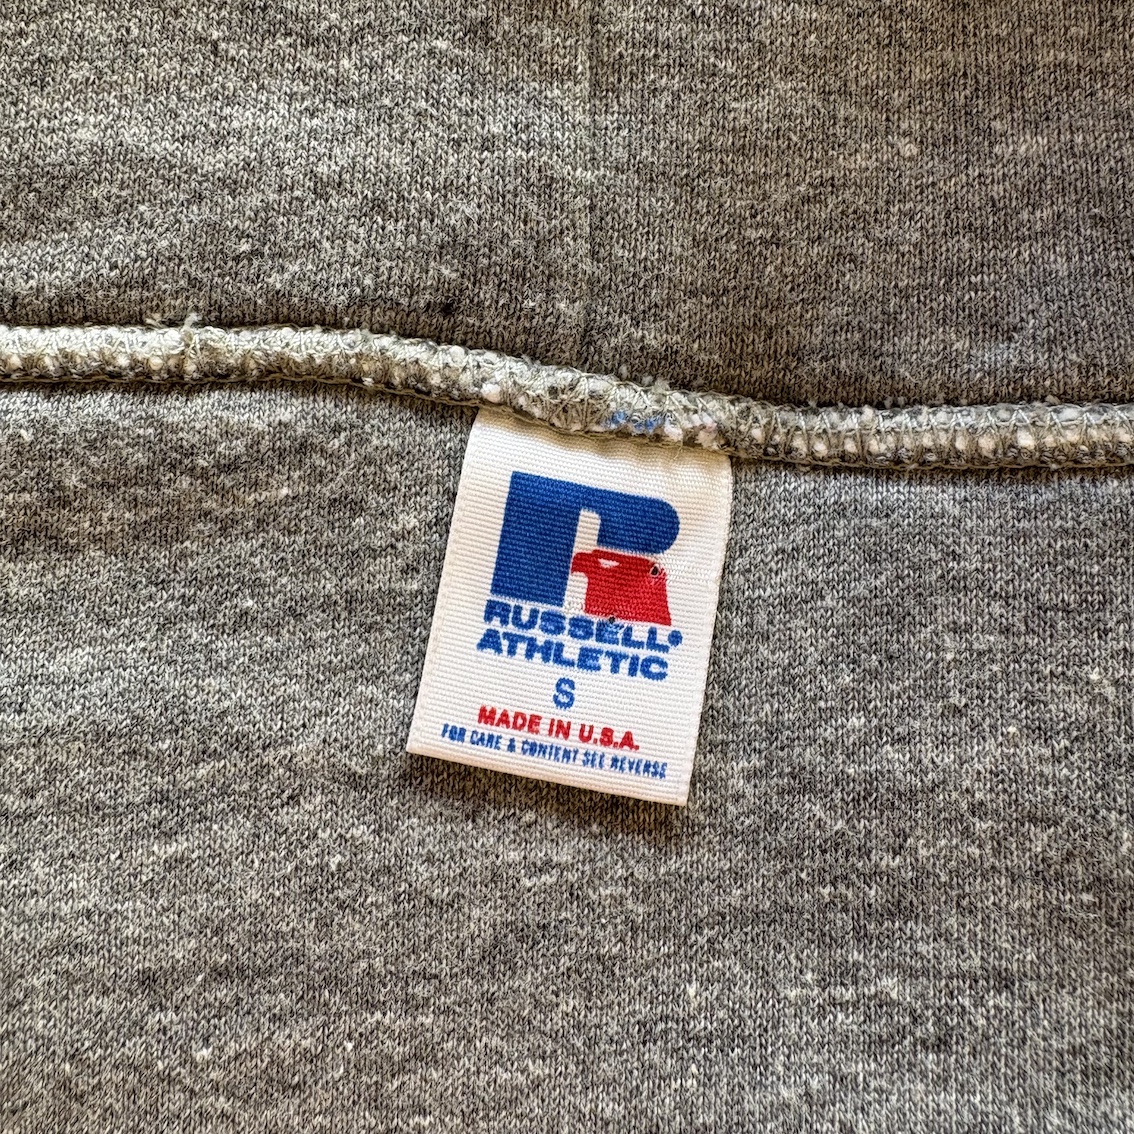 R
RUSSELL®
ATHLETIC
S
MADE IN U.S.A.
FOR CARE & CONTENT SEE REVERSE